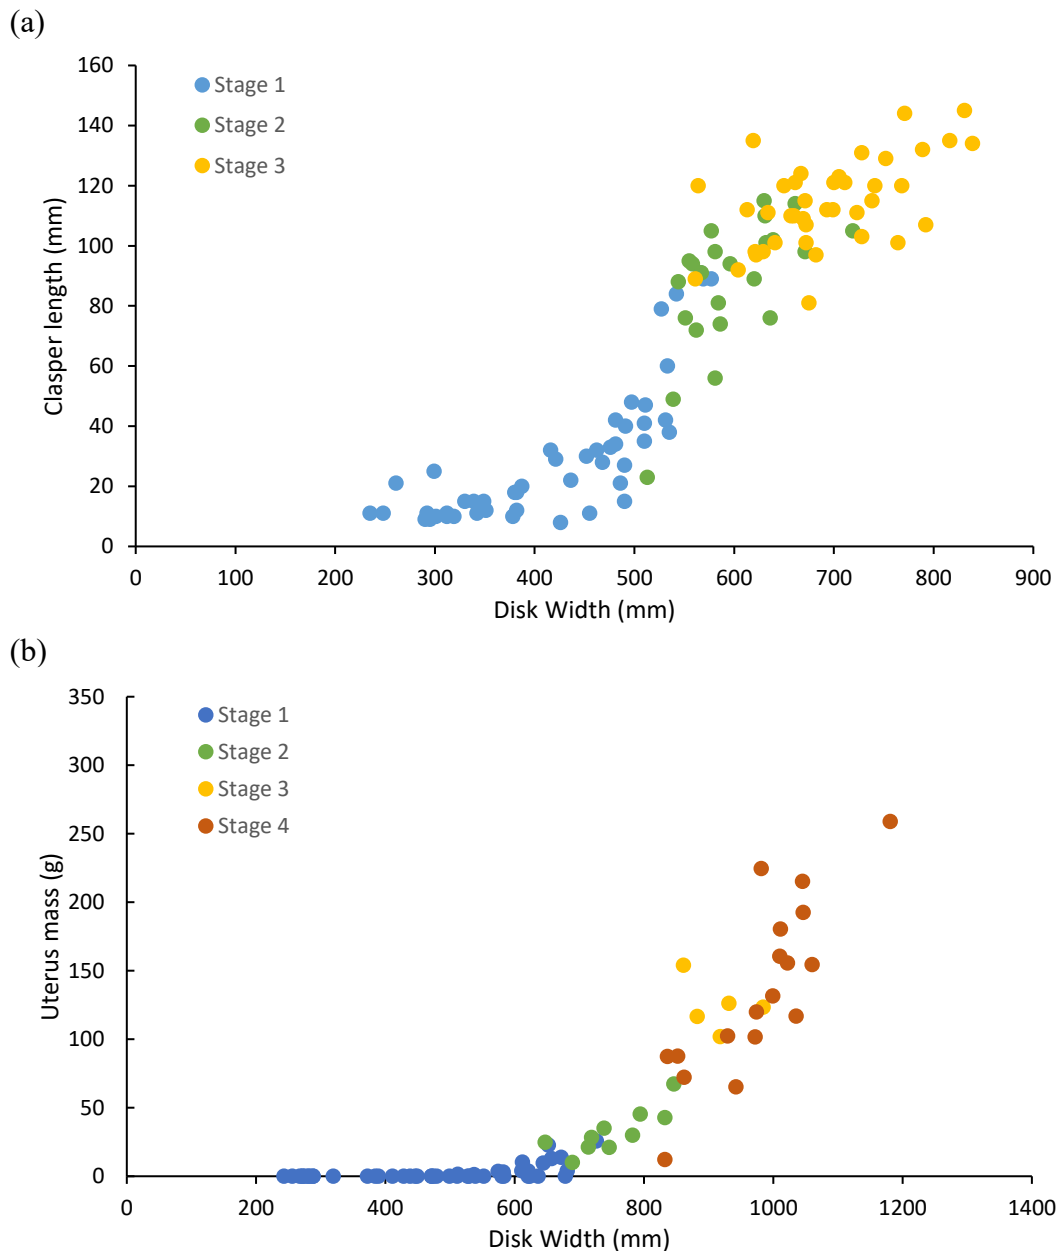 (a)
160
140
120
100
80
60
40
20
0
Clasper length (mm)
Stage 1
Stage 2
Stage 3
0 100 200 300 400 500 600 700 800 900
Disk Width (mm)
(b)
350
300
250
200
150
100
50
0
Uterus mass (g)
Stage 1
Stage 2
Stage 3
Stage 4
0 200 400 600 800 1000 1200 1400
Disk Width (mm)